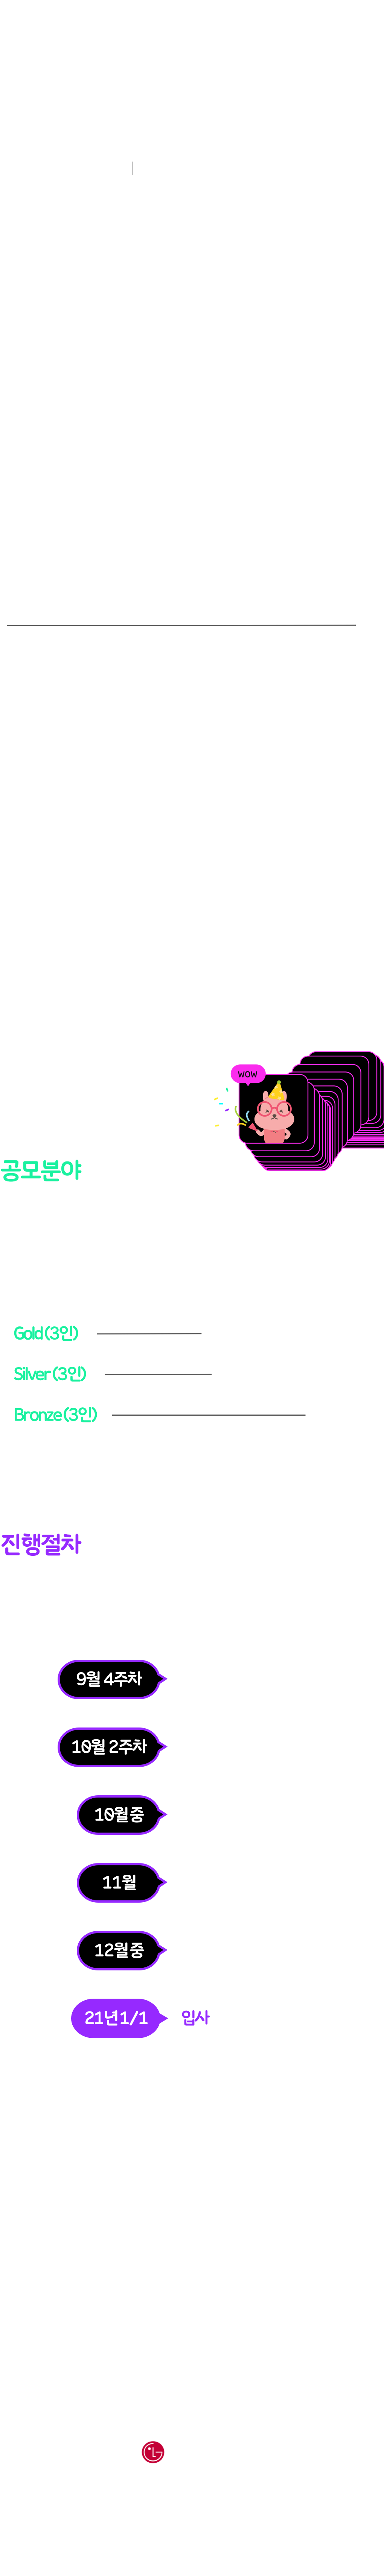 WOW
공모분야
Gold (3인)
Silver (3인)
Bronze (3인)
진행절차
9월 4주차
10월 2주차
10월중
11월
12월중
21년 1/1 입사
LG